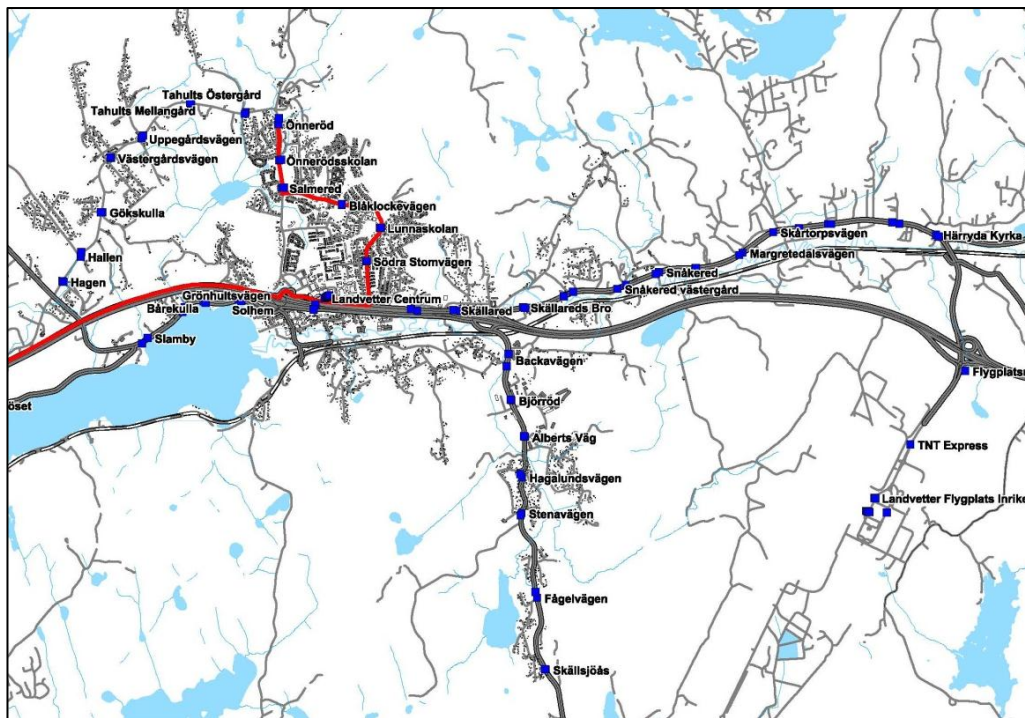 Tahults Östergård
Tahults Mellangård
Önneröd
Uppegårdsvägen
Västergårdsvägen
Önnerödsskolan
Salmered
Blåklockevägen
Gökskulla
Lunnaskolan
Skårtorpsvägen
Härryda Kyrka
Hallen
Södra Stomvägen
Margretedalsvägen
Hagen
Snåkered
Snåkered västergård
Grönhultsvägen
Landvetter Centrum
Bårekulla
Solhem
Skällared
Skällareds Bro
Slamby
Backavägen
Flygplats
öset
Björröd
Alberts Väg
TNT Express
Hagalundsvägen
Landvetter Flygplats Inrike
Stenavägen
Fågelvägen
Skällsjöås